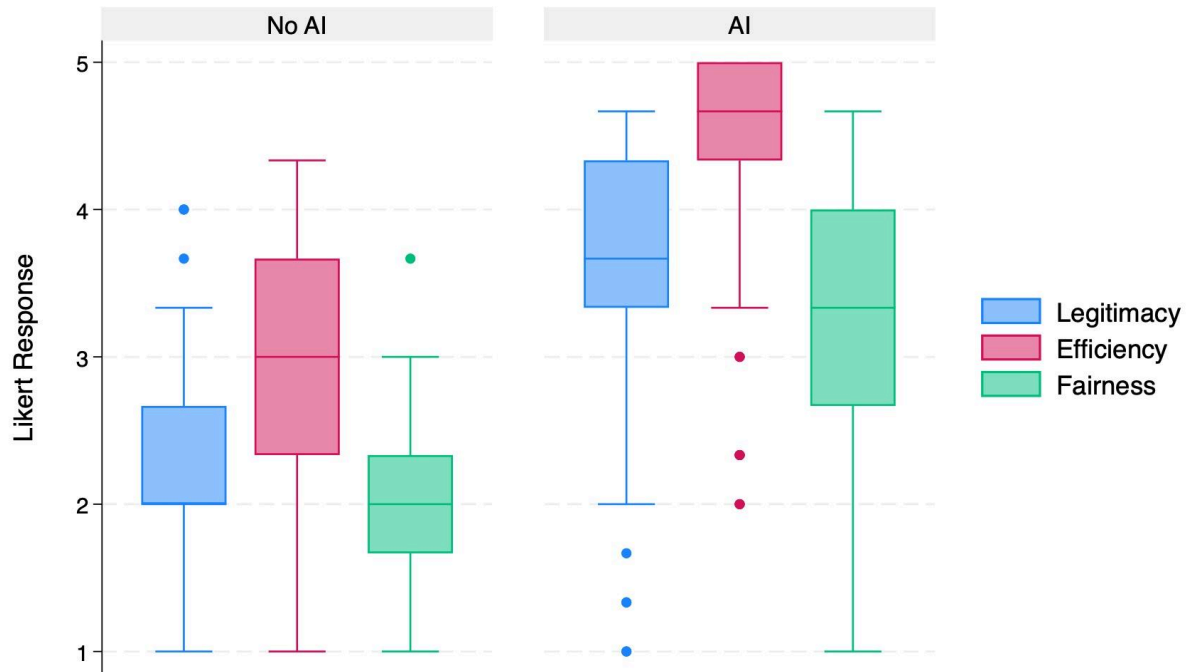 No AI
AI
5
4
3
2
1
Likert Response
Legitimacy
Efficiency
Fairness